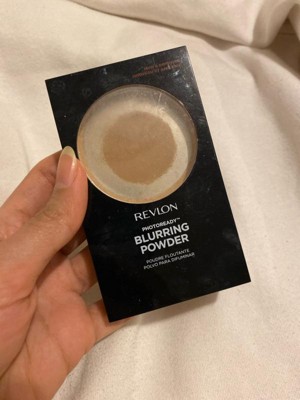 REVLON
PHOTOREADY™
BLURRING
POWDER
POUDRE FLOUTANTE
POLVO PARA DIFUMINAR